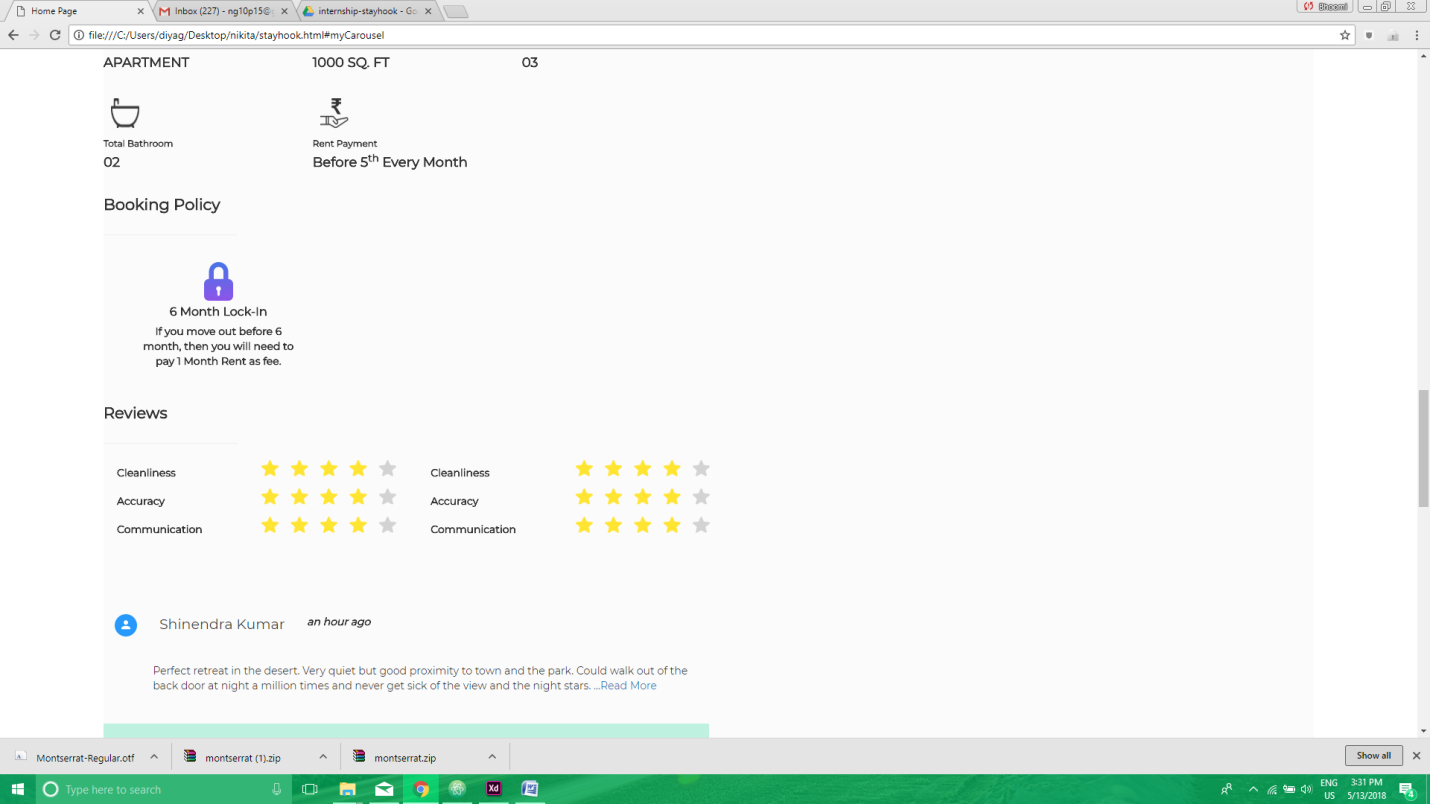 Home Page
Inbox (227) - ng10p15@g
internship-stayhook - Go
Bhoomi
file:///C:/Users/diyag/Desktop/nikita/stayhook.html#myCarousel
APARTMENT 1000 SQ. FT 03
₹
Total Bathroom Rent Payment
02 Before 5th Every Month
Booking Policy
6 Month Lock-In
If you move out before 6
month, then you will need to
pay 1 Month Rent as fee.
Reviews
Cleanliness Cleanliness
Accuracy Accuracy
Communication Communication
Shinendra Kumar an hour ago
Perfect retreat in the desert. Very quiet but good proximity to town and the park. Could walk out of the
back door at night a million times and never get sick of the view and the night stars. ...Read More
Montserrat-Regular.otf montserrat (1).zip montserrat.zip Show all
Type here to search
Xd
ENG
US
3:31 PM
5/13/2018
4